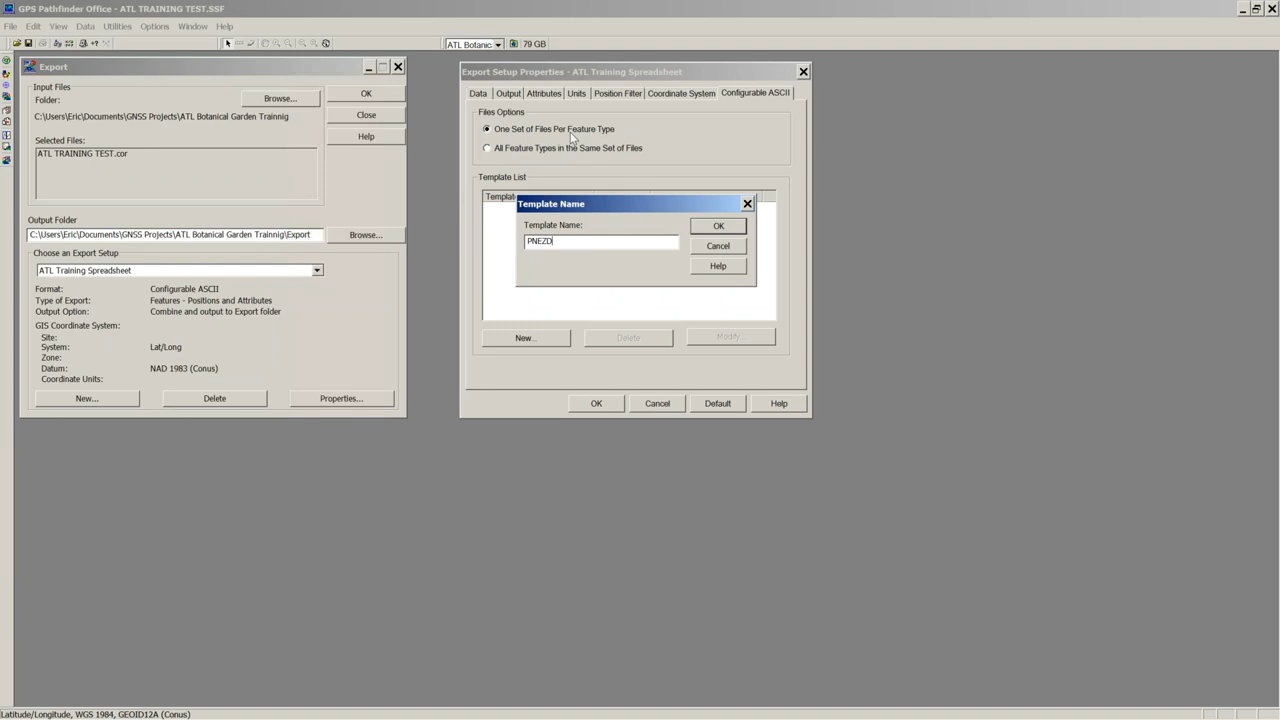 GPS Pathfinder Office - ATL TRAINING TEST.SSF
File Edit View Data Utilities Options Window Help
ATL Botanic 79 GB
Export
Input Files
Folder: Browse...
C:\Users\Eric\Documents\GNSS Projects\ATL Botanical Garden Trainnig
Selected Files:
ATL TRAINING TEST.cor
OK
Close
Help
Output Folder
C:\Users\Eric\Documents\GNSS Projects\ATL Botanical Garden Trainnig\Export Browse...
Choose an Export Setup
ATL Training Spreadsheet
Format: Configurable ASCII
Type of Export: Features - Positions and Attributes
Output Option: Combine and output to Export folder
GIS Coordinate System:
Site:
System: Lat/Long
Zone:
Datum: NAD 1983 (Conus)
Coordinate Units:
New... Delete Properties...
Export Setup Properties - ATL Training Spreadsheet
Data Output Attributes Units Position Filter Coordinate System Configurable ASCII
Files Options
One Set of Files Per Feature Type
All Feature Types in the Same Set of Files
Template List
Templat
Template Name
Template Name:
PNEZD
OK
Cancel
Help
New... Delete... Modify...
OK Cancel Default Help
Latitude/Longitude, WGS 1984, GEOID12A (Conus)